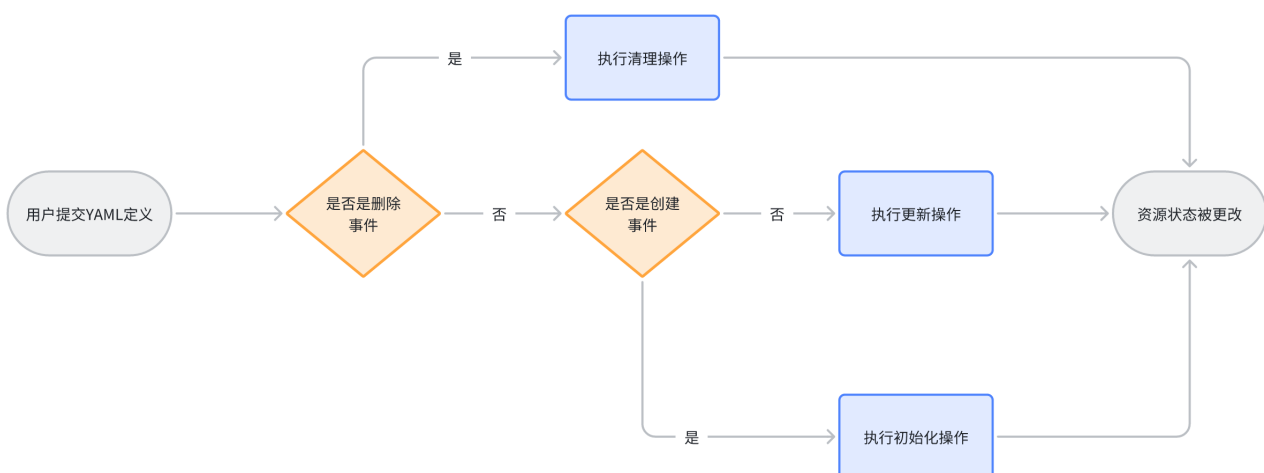 是
执行清理操作
用户提交YAML定义
是否是删除
事件
否
是否是创建
事件
否
执行更新操作
资源状态被更改
是
执行初始化操作